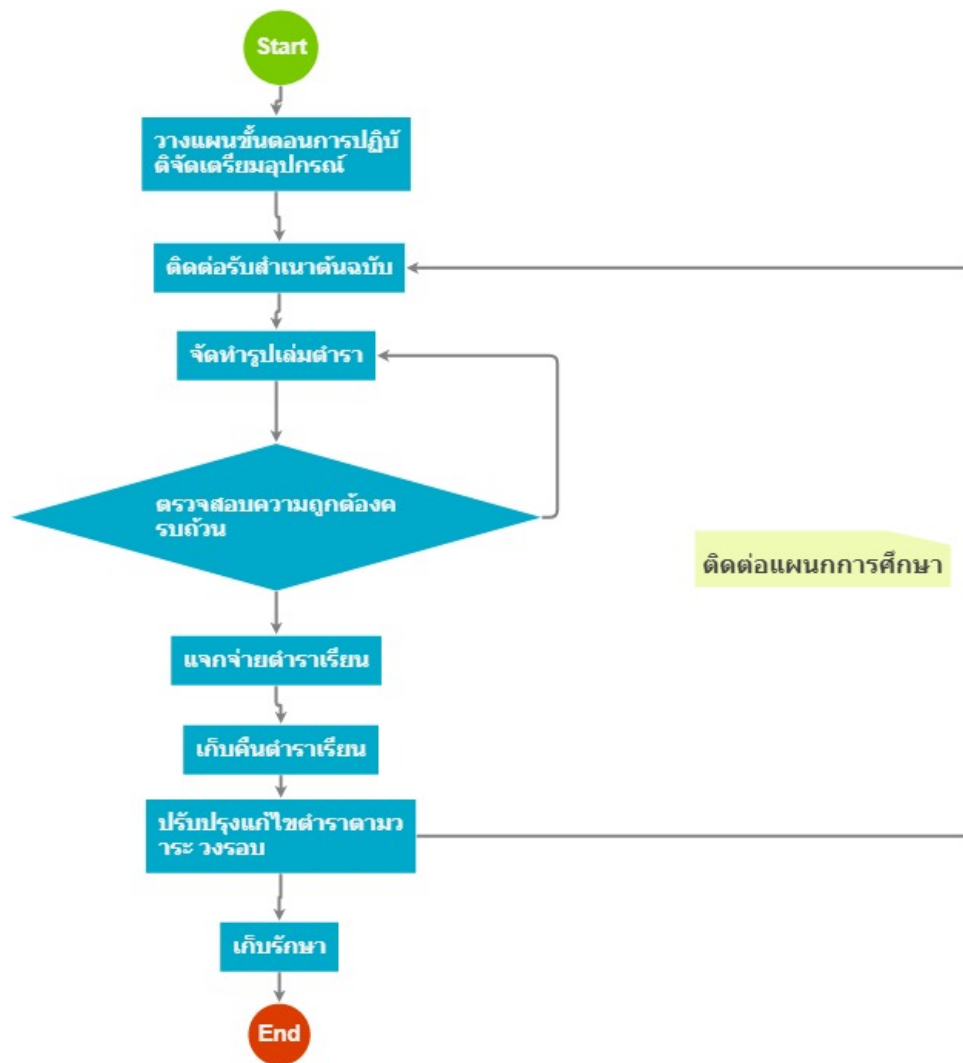 Start
วางแผนขั้นตอนการปฏิบั
ติจัดเตรียมอุปกรณ์
ติดต่อรับสำเนาต้นฉบับ
จัดทำรูปเล่มตำรา
ตรวจสอบความถูกต้องค
รบถ้วน
ติดต่อแผนกการศึกษา
แจกจ่ายตำราเรียน
เก็บคืนตำราเรียน
ปรับปรุงแก้ไขตำราตามว
าระ วงรอบ
เก็บรักษา
End